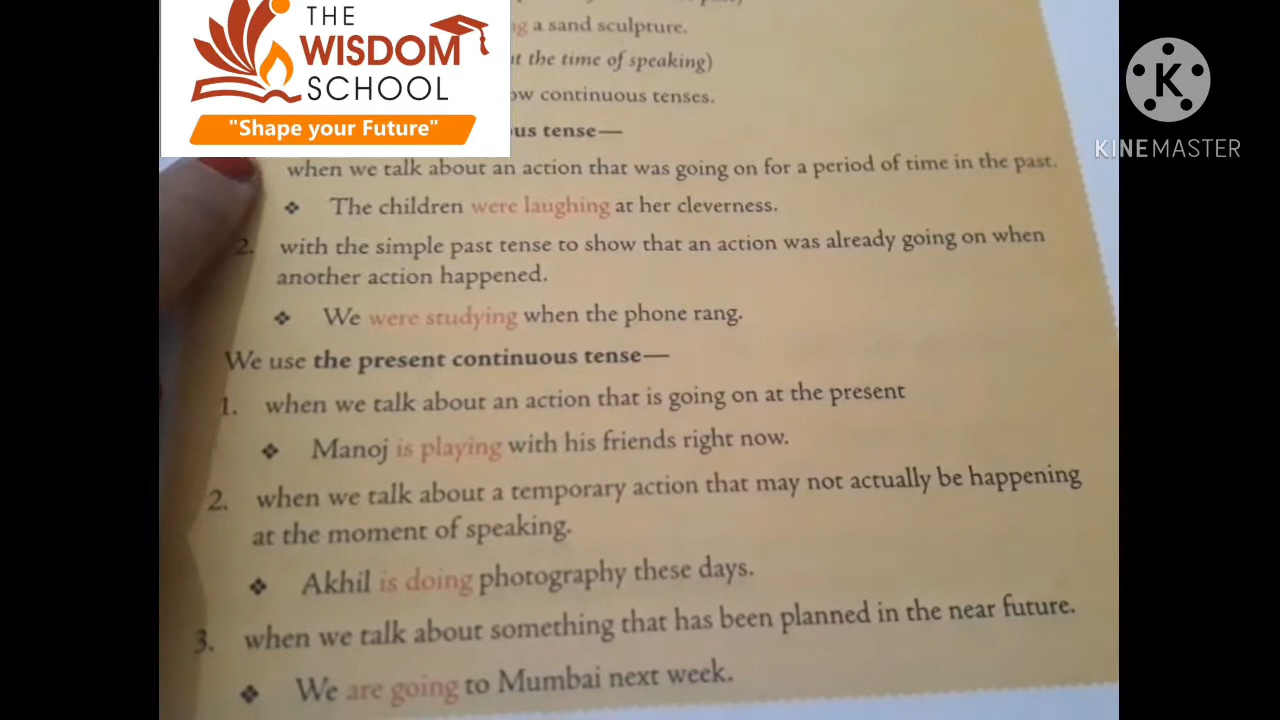 THE
WISDOM
SCHOOL
"Shape your Future"
K
KINEMASTER
a sand sculpture.
the time of speaking)
continuous tenses.
tense—
when we talk about an action that was going on for a period of time in the past.
❖ The children were laughing at her cleverness.
2. with the simple past tense to show that an action was already going on when
another action happened.
❖ We were studying when the phone rang.
We use the present continuous tense—
1. when we talk about an action that is going on at the present
❖ Manoj is playing with his friends right now.
2. when we talk about a temporary action that may not actually be happening
at the moment of speaking.
❖ Akhil is doing photography these days.
3. when we talk about something that has been planned in the near future.
❖ We are going to Mumbai next week.